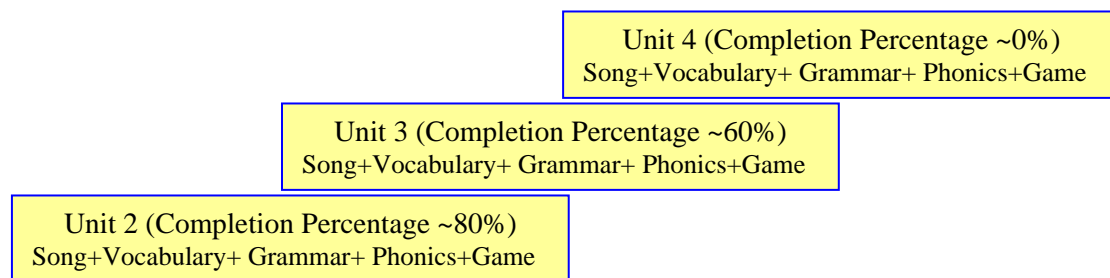 Unit 4 (Completion Percentage ~0%)
Song+Vocabulary+ Grammar+ Phonics+Game
Unit 3 (Completion Percentage ~60%)
Song+Vocabulary+ Grammar+ Phonics+Game
Unit 2 (Completion Percentage ~80%)
Song+Vocabulary+ Grammar+ Phonics+Game